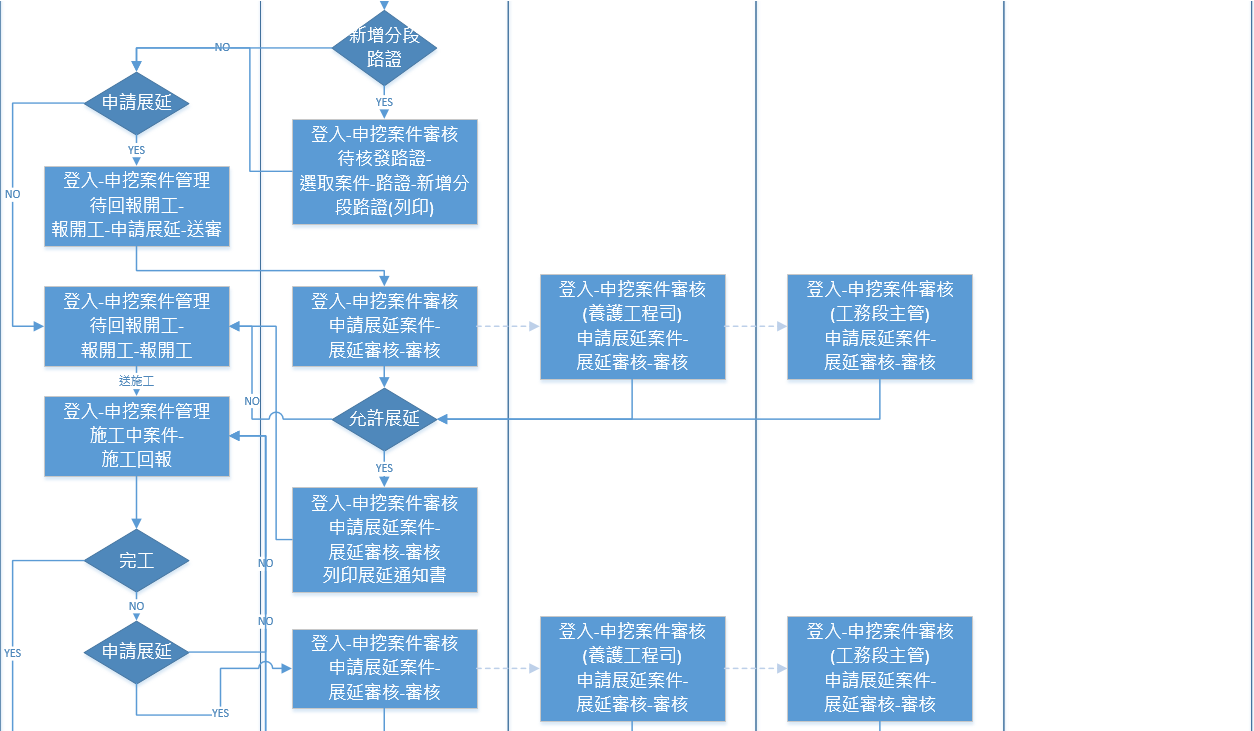 新增分段
路證
NO
申請展延
YES
YES
登入-申挖案件審核
待核發路證-
選取案件-路證-新增分
段路證(列印)
NO
登入-申挖案件管理
待回報開工-
報開工-申請展延-送審
登入-申挖案件管理
待回報開工-
報開工-報開工
登入-申挖案件審核
申請展延案件-
展延審核-審核
登入-申挖案件審核
(養護工程司)
申請展延案件-
展延審核-審核
登入-申挖案件審核
(工務段主管)
申請展延案件-
展延審核-審核
送施工
NO
允許展延
登入-申挖案件管理
施工中案件-
施工回報
YES
登入-申挖案件審核
申請展延案件-
展延審核-審核
列印展延通知書
完工
NO
NO
NO
YES
申請展延
YES
登入-申挖案件審核
申請展延案件-
展延審核-審核
登入-申挖案件審核
(養護工程司)
申請展延案件-
展延審核-審核
登入-申挖案件審核
(工務段主管)
申請展延案件-
展延審核-審核